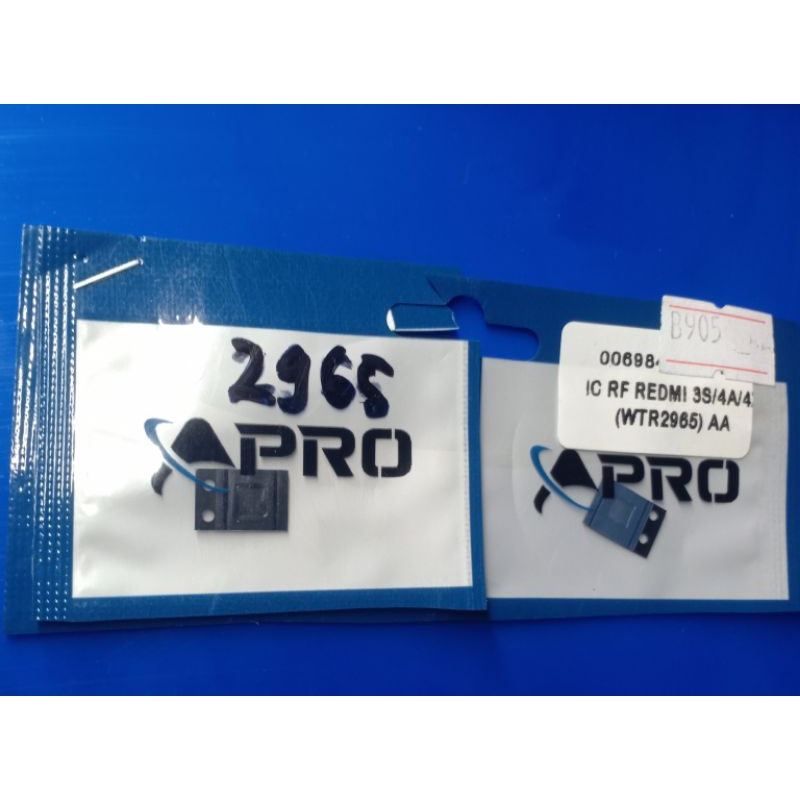 2965
APRO
B905
00698
IC RF REDMI 3S/4A/4
(WTR2965) AA
APRO